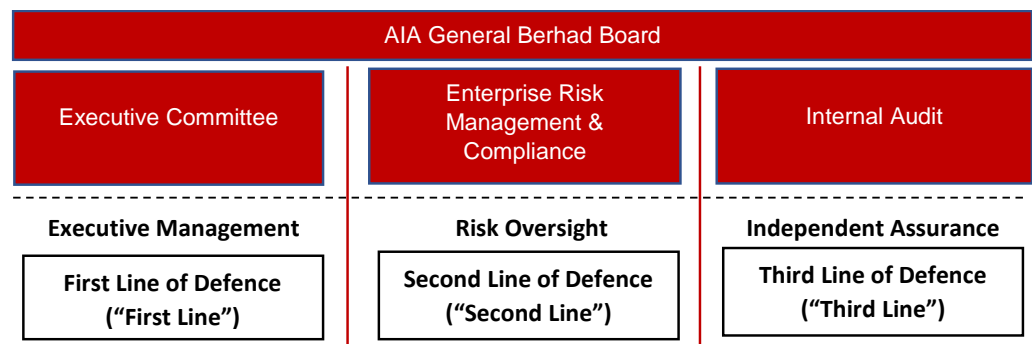 AIA General Berhad Board
Executive Committee
Enterprise Risk
Management &
Compliance
Internal Audit
Executive Management
Risk Oversight
Independent Assurance
First Line of Defence
(“First Line”)
Second Line of Defence
(“Second Line”)
Third Line of Defence
(“Third Line”)